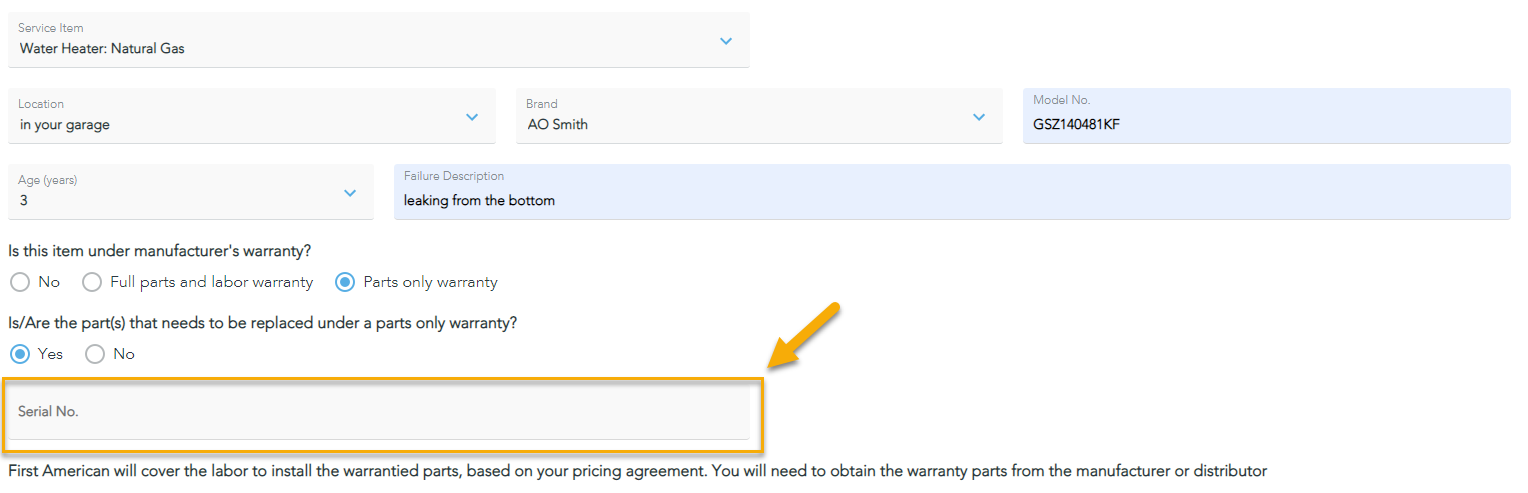 Service Item
Water Heater: Natural Gas
Location
in your garage
Brand
AO Smith
Model No.
GSZ140481KF
Age (years)
3
Failure Description
leaking from the bottom
Is this item under manufacturer's warranty?
No Full parts and labor warranty Parts only warranty
Is/Are the part(s) that needs to be replaced under a parts only warranty?
Yes No
Serial No.
First American will cover the labor to install the warrantied parts, based on your pricing agreement. You will need to obtain the warranty parts from the manufacturer or distributor